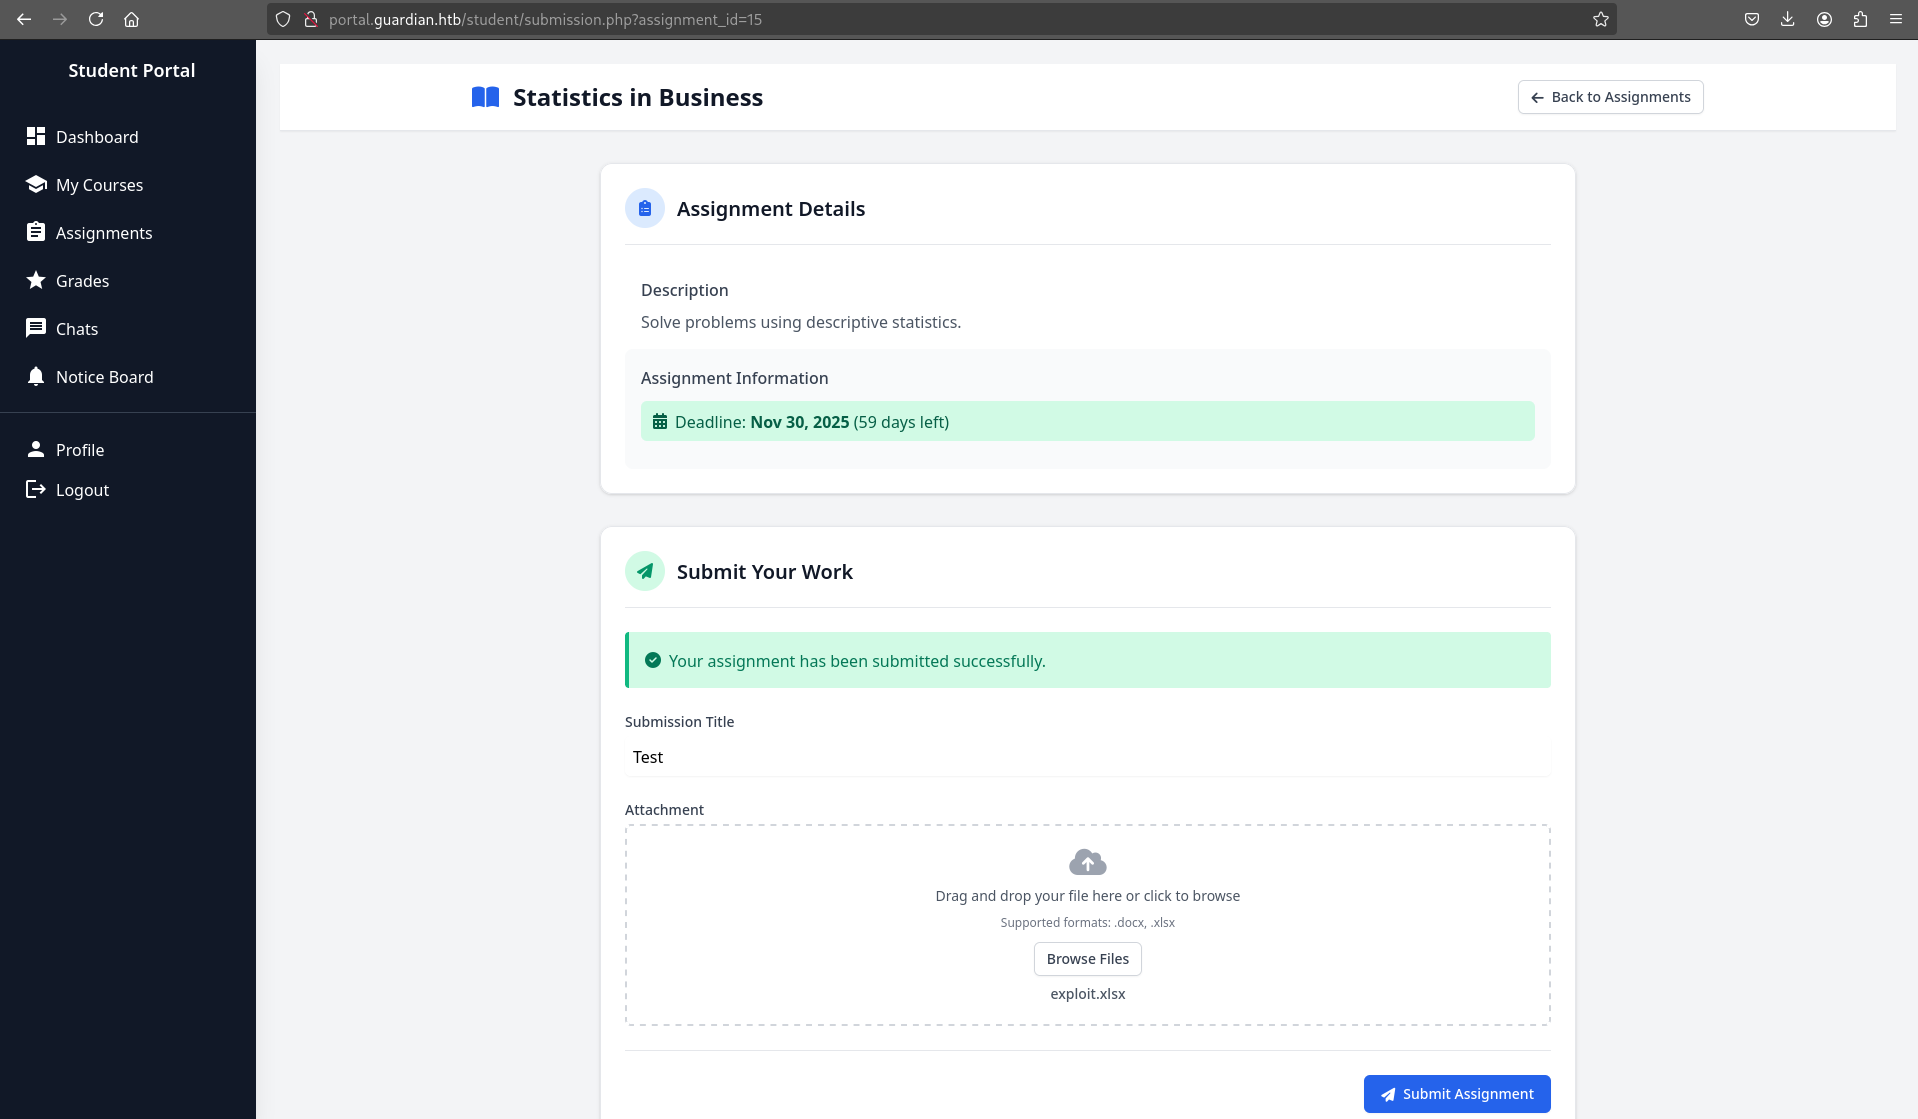 portal.guardian.htb/student/submission.php?assignment_id=15
Student Portal
Dashboard
My Courses
Assignments
Grades
Chats
Notice Board
Profile
Logout
Statistics in Business
Back to Assignments
Assignment Details
Description
Solve problems using descriptive statistics.
Assignment Information
Deadline: Nov 30, 2025 (59 days left)
Submit Your Work
Your assignment has been submitted successfully.
Submission Title
Test
Attachment
Drag and drop your file here or click to browse
Supported formats: .docx, .xlsx
Browse Files
exploit.xlsx
Submit Assignment